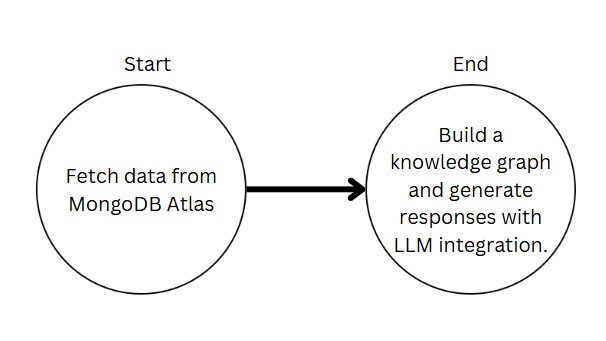 Start
Fetch data from
MongoDB Atlas
End
Build a
knowledge graph
and generate
responses with
LLM integration.